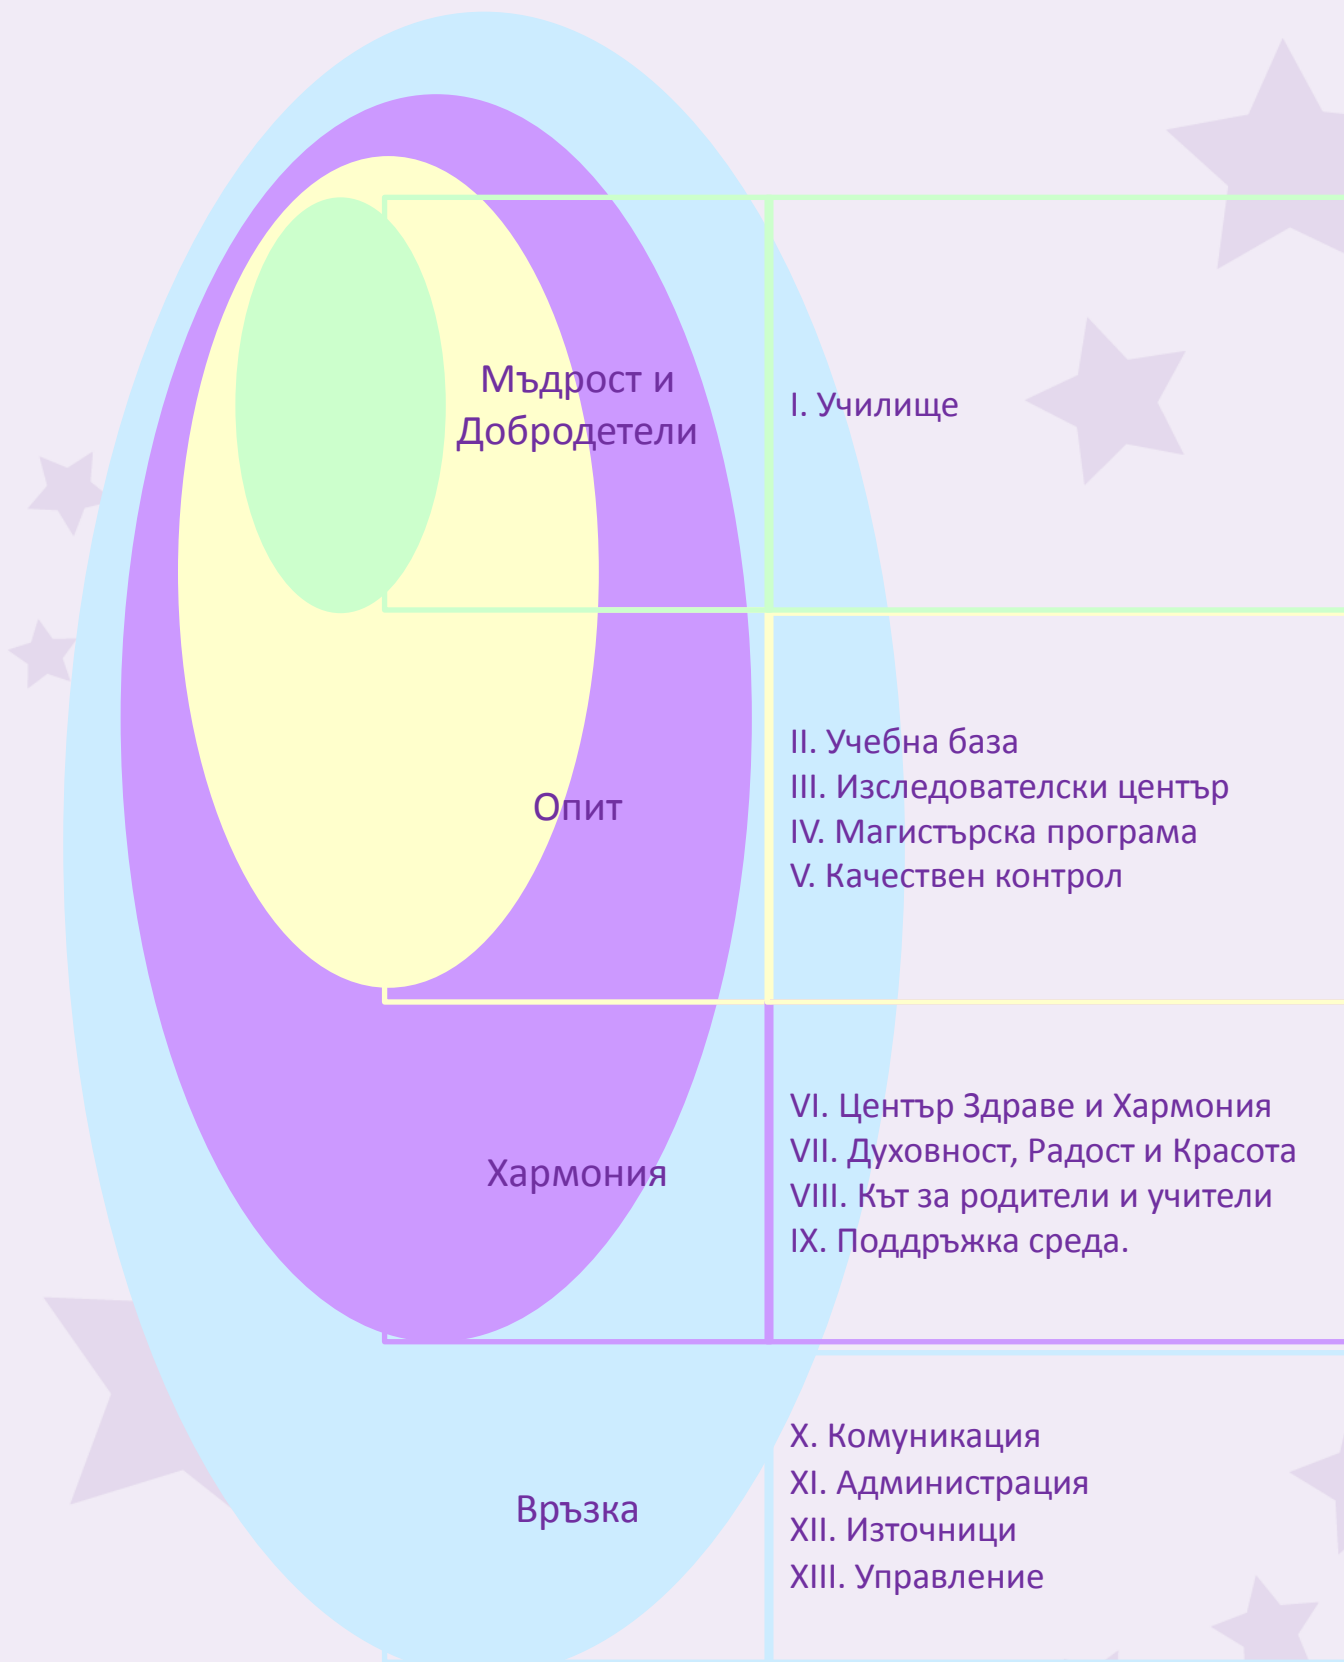 Мъдрост и
Добродетели
I. Училище
Опит
II. Учебна база
III. Изследователски център
IV. Магистърска програма
V. Качествен контрол
Хармония
VI. Център Здраве и Хармония
VII. Духовност, Радост и Красота
VIII. Кът за родители и учители
IX. Поддръжка среда.
Връзка
X. Комуникация
XI. Администрация
XII. Източници
XIII. Управление